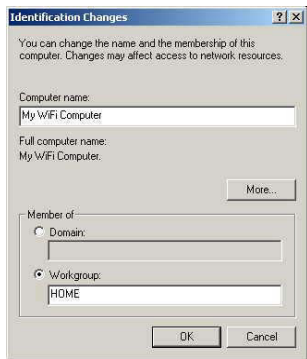 Identification Changes
You can change the name and the membership of this
computer. Changes may affect access to network resources.
Computer name:
My WiFi Computer
Full computer name:
My WiFi Computer.
More...
Member of
Domain:
Workgroup:
HOME
OK
Cancel